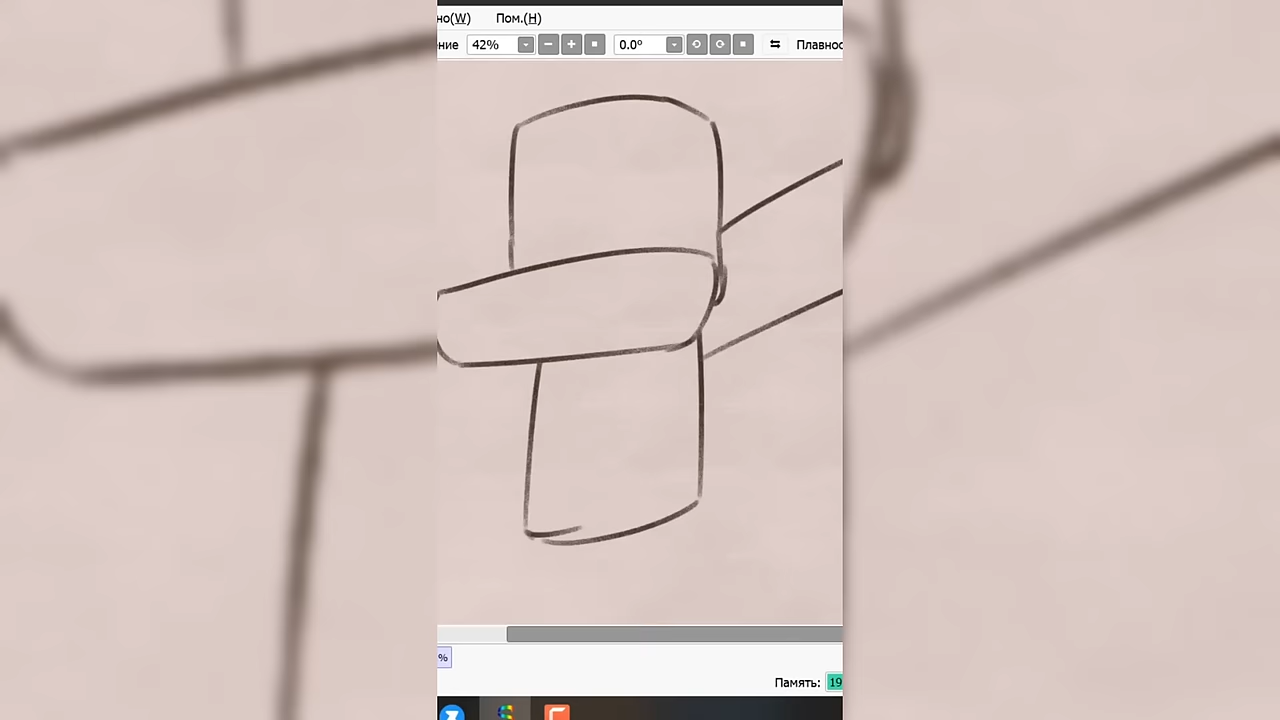 но(W) Пом.(H)
ние 42% 0.0° Плавнос
%
Память: 19